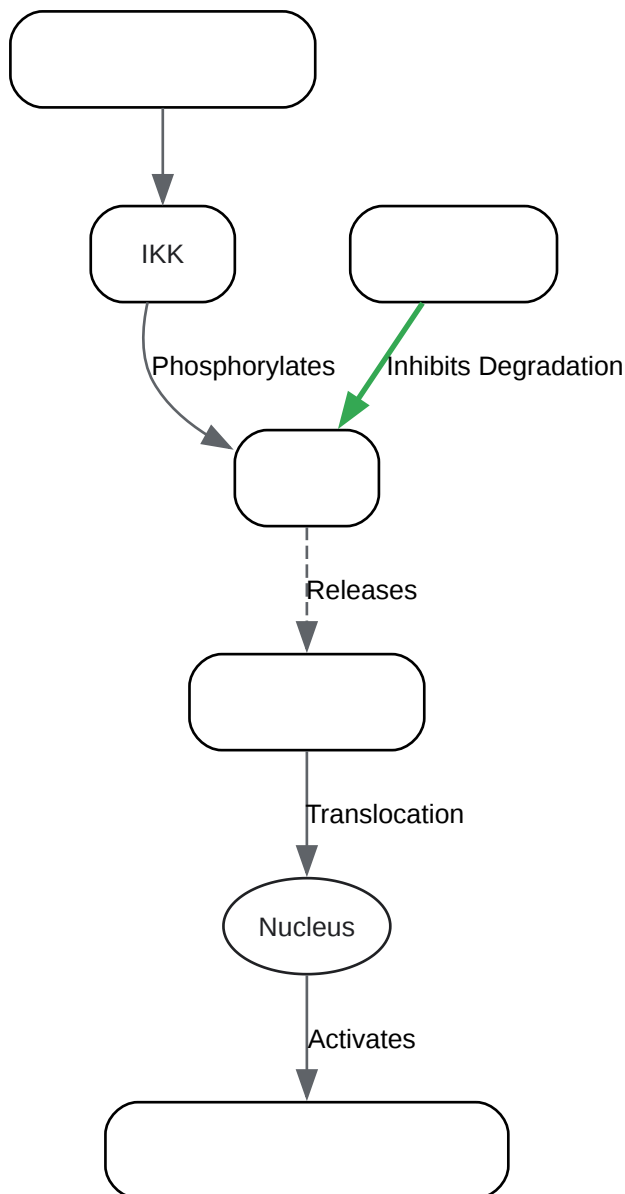 IKK
Phosphorylates
Inhibits Degradation
Releases
Translocation
Nucleus
Activates